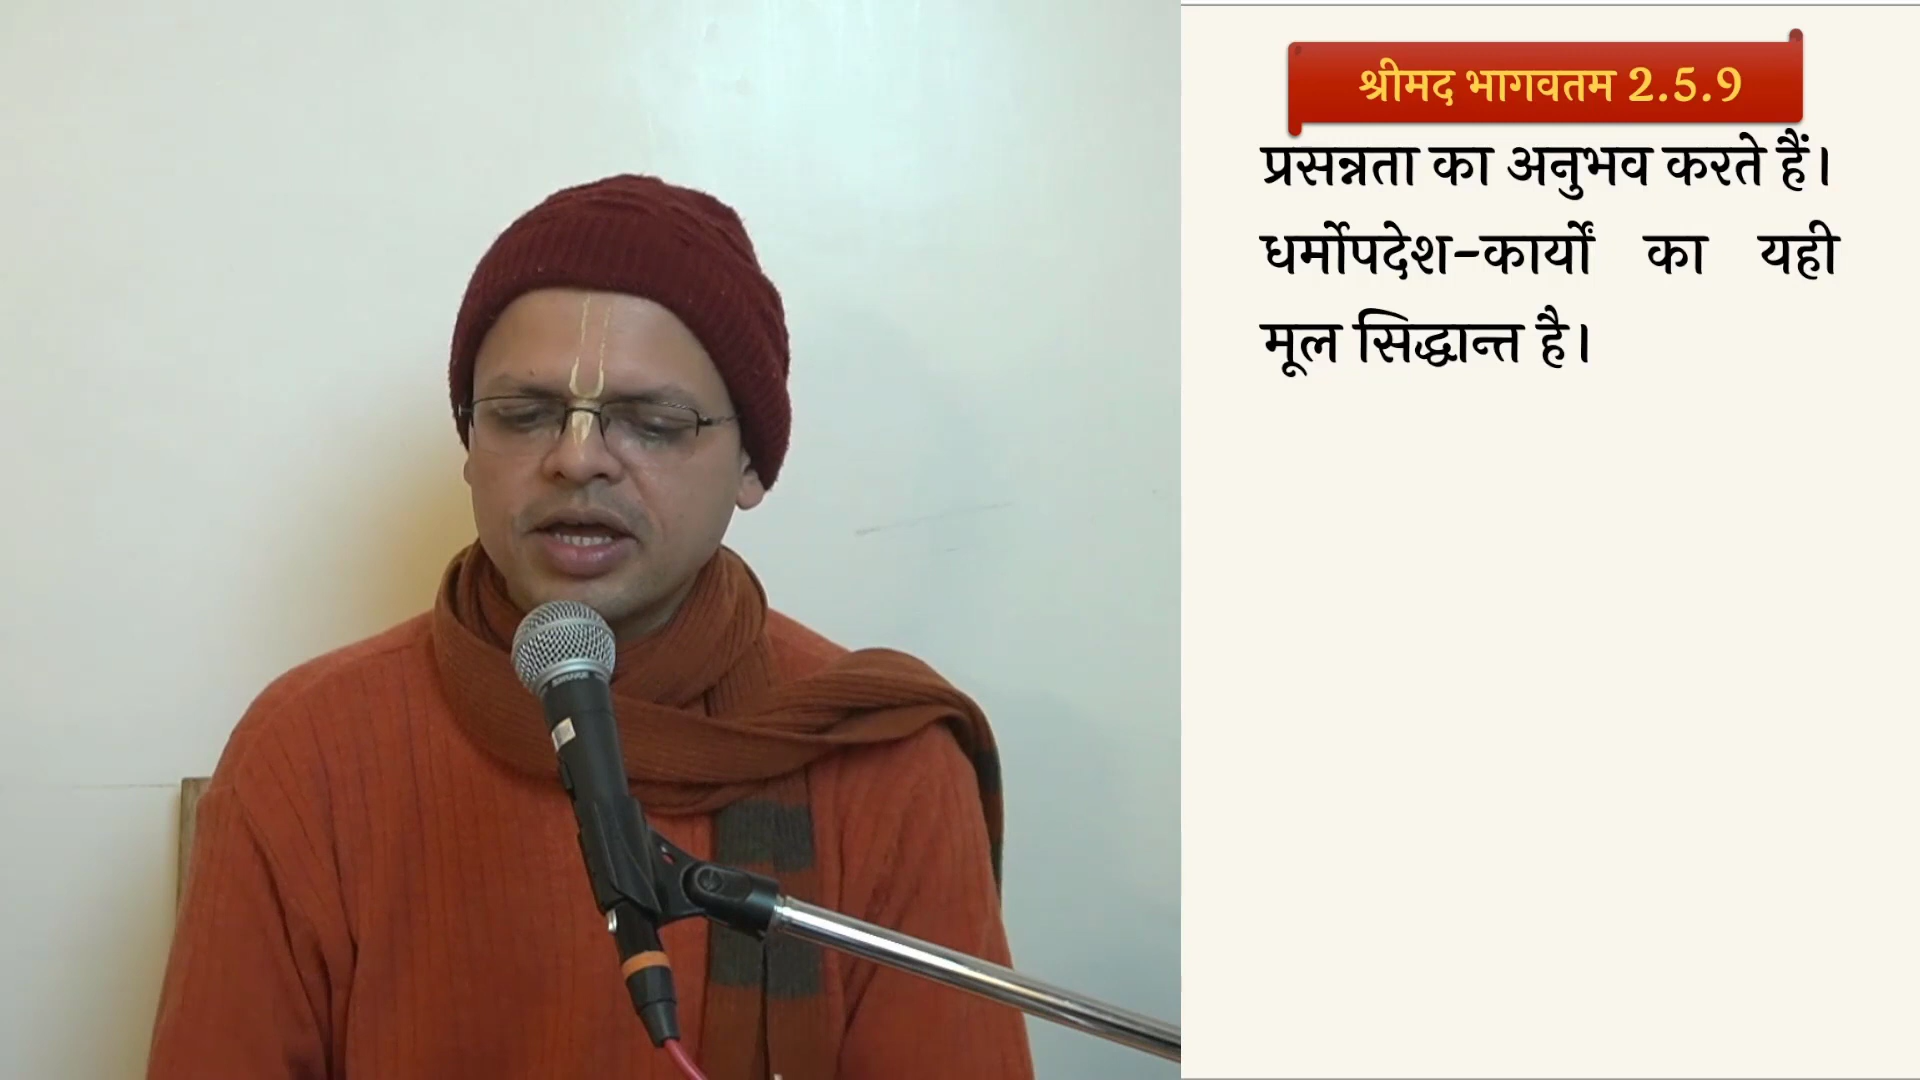 श्रीमद भागवतम 2.5.9
प्रसन्नता का अनुभव करते हैं।
धर्मोपदेश-कार्यों का यही
मूल सिद्धान्त है।